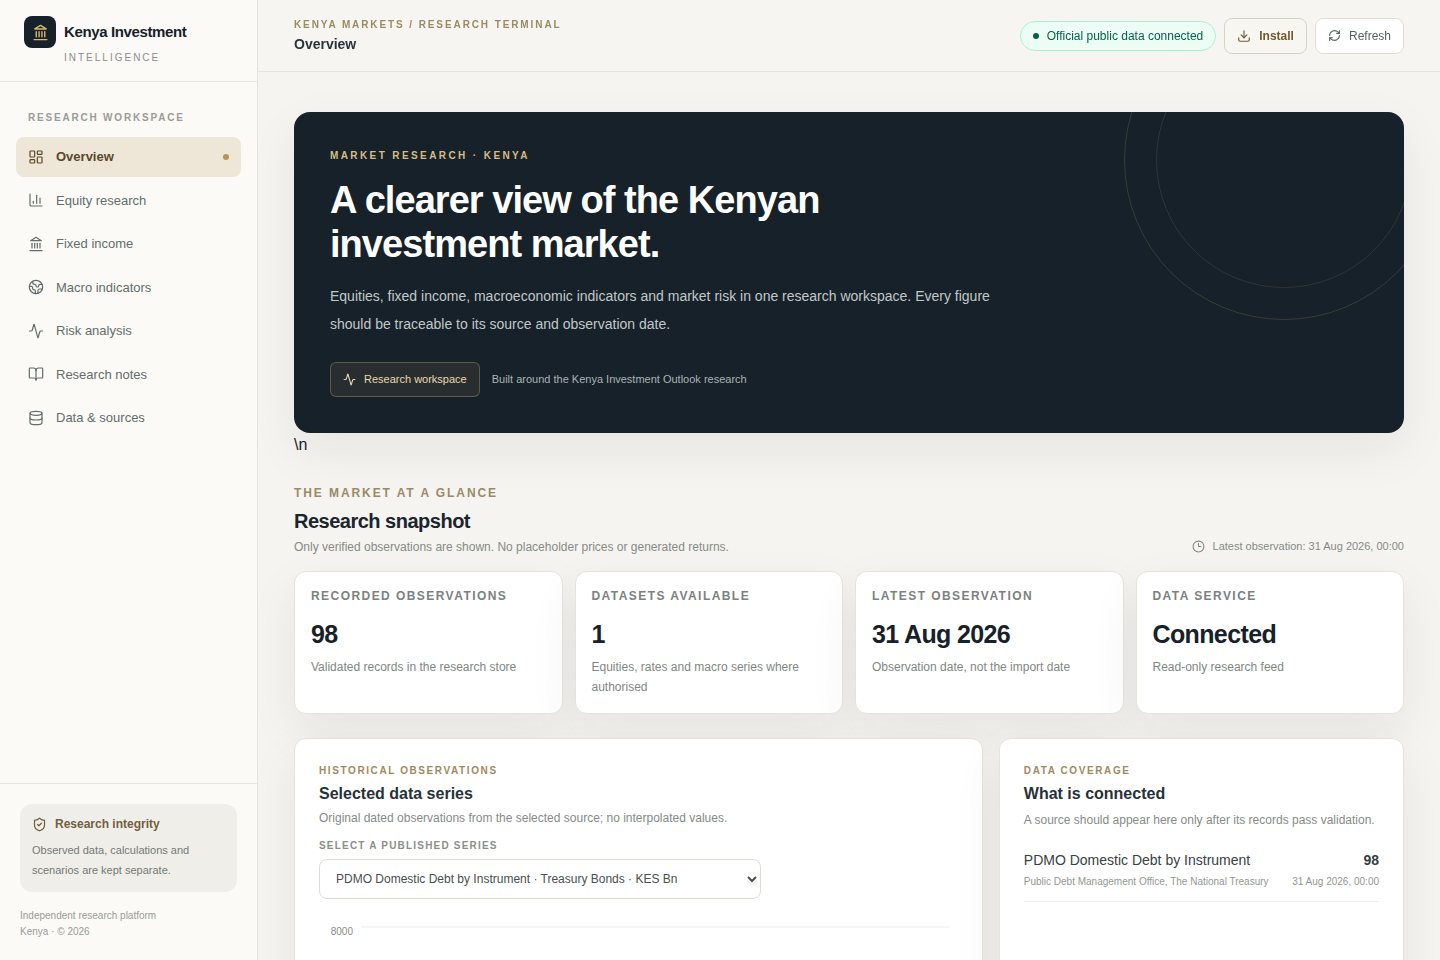 Kenya Investment
INTELLIGENCE
RESEARCH WORKSPACE
Overview
Equity research
Fixed income
Macro indicators
Risk analysis
Research notes
Data & sources
Research integrity
Observed data, calculations and
scenarios are kept separate.
Independent research platform
Kenya · © 2026
KENYA MARKETS / RESEARCH TERMINAL
Overview
Official public data connected
Install
Refresh
MARKET RESEARCH · KENYA
A clearer view of the Kenyan
investment market.
Equities, fixed income, macroeconomic indicators and market risk in one research workspace. Every figure
should be traceable to its source and observation date.
Research workspace
Built around the Kenya Investment Outlook research
\n
THE MARKET AT A GLANCE
Research snapshot
Only verified observations are shown. No placeholder prices or generated returns.
Latest observation: 31 Aug 2026, 00:00
RECORDED OBSERVATIONS
98
Validated records in the research store
DATASETS AVAILABLE
1
Equities, rates and macro series where
authorised
LATEST OBSERVATION
31 Aug 2026
Observation date, not the import date
DATA SERVICE
Connected
Read-only research feed
HISTORICAL OBSERVATIONS
Selected data series
Original dated observations from the selected source; no interpolated values.
SELECT A PUBLISHED SERIES
PDMO Domestic Debt by Instrument · Treasury Bonds · KES Bn
8000
DATA COVERAGE
What is connected
A source should appear here only after its records pass validation.
PDMO Domestic Debt by Instrument 98
Public Debt Management Office, The National Treasury 31 Aug 2026, 00:00